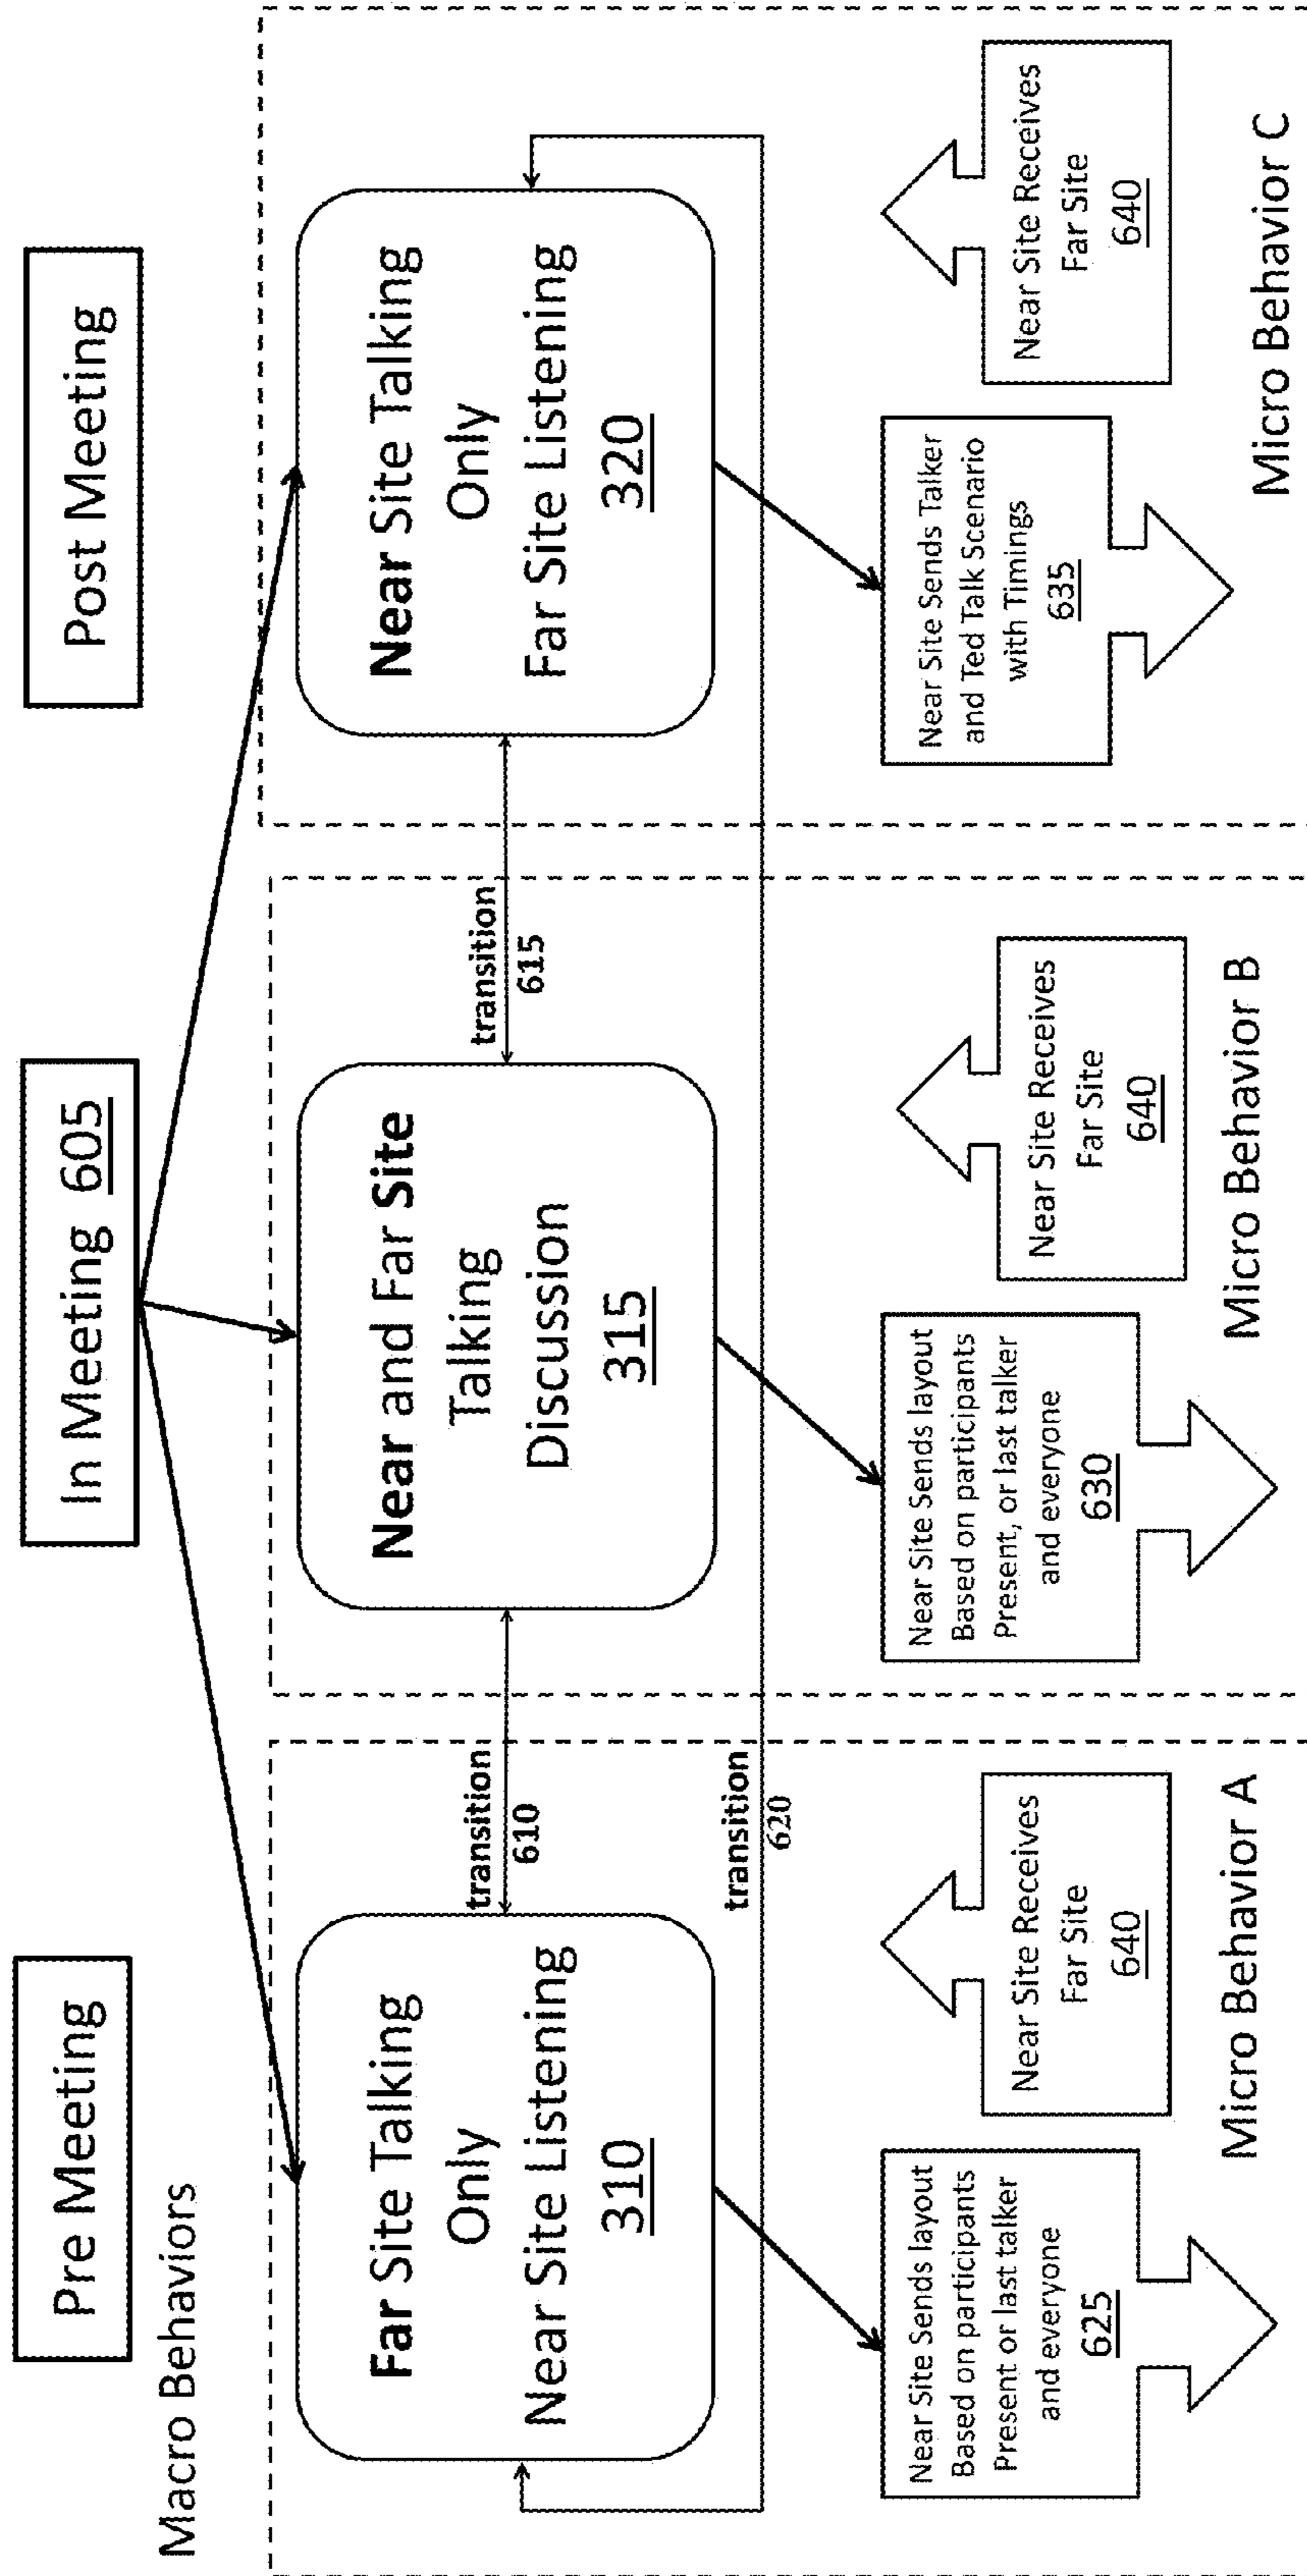 Pre Meeting
In Meeting 605
Post Meeting
Macro Behaviors
Far Site Talking
Only
Near Site Listening
310
transition
610
Near and Far Site
Talking
Discussion
315
transition
615
Near Site Talking
Only
Far Site Listening
320
transition
620
Near Site Sends layout
Based on participants
Present or last talker
and everyone
625
Near Site Receives
Far Site
640
Micro Behavior A
Near Site Sends layout
Based on participants
Present, or last talker
and everyone
630
Near Site Receives
Far Site
640
Micro Behavior B
Near Site Sends Talker
and Ted Talk Scenario
with Timings
635
Near Site Receives
Far Site
640
Micro Behavior C